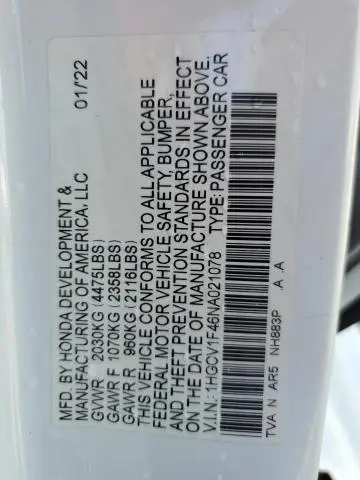 MFD. BY HONDA DEVELOPMENT &
MANUFACTURING OF AMERICA, LLC 01/22
GVWR 2030KG (4475LBS)
GAWR F 1070KG (2358LBS)
GAWR R 960KG (2116LBS)
THIS VEHICLE CONFORMS TO ALL APPLICABLE
FEDERAL MOTOR VEHICLE SAFETY, BUMPER,
AND THEFT PREVENTION STANDARDS IN EFFECT
ON THE DATE OF MANUFACTURE SHOWN ABOVE.
V.I.N.: 1HGCV1F46NA021078 TYPE: PASSENGER CAR
TVA N AR5 NH883P .A .A